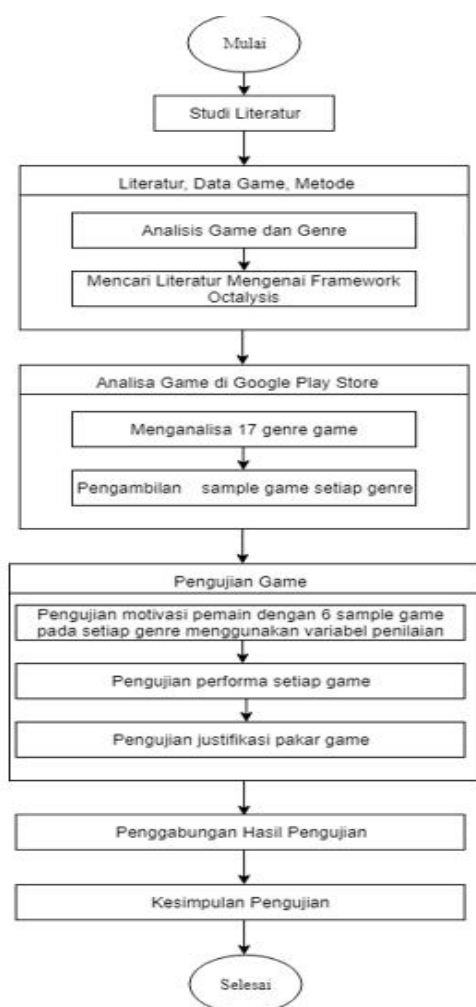 Mulai
Studi Literatur
Literatur, Data Game, Metode
Analisis Game dan Genre
Mencari Literatur Mengenai Framework
Octalysis
Analisa Game di Google Play Store
Menganalisa 17 genre game
Pengambilan sample game setiap genre
Pengujian Game
Pengujian motivasi pemain dengan 6 sample game
pada setiap genre menggunakan variabel penilaian
Pengujian performa setiap game
Pengujian justifikasi pakar game
Penggabungan Hasil Pengujian
Kesimpulan Pengujian
Selesai